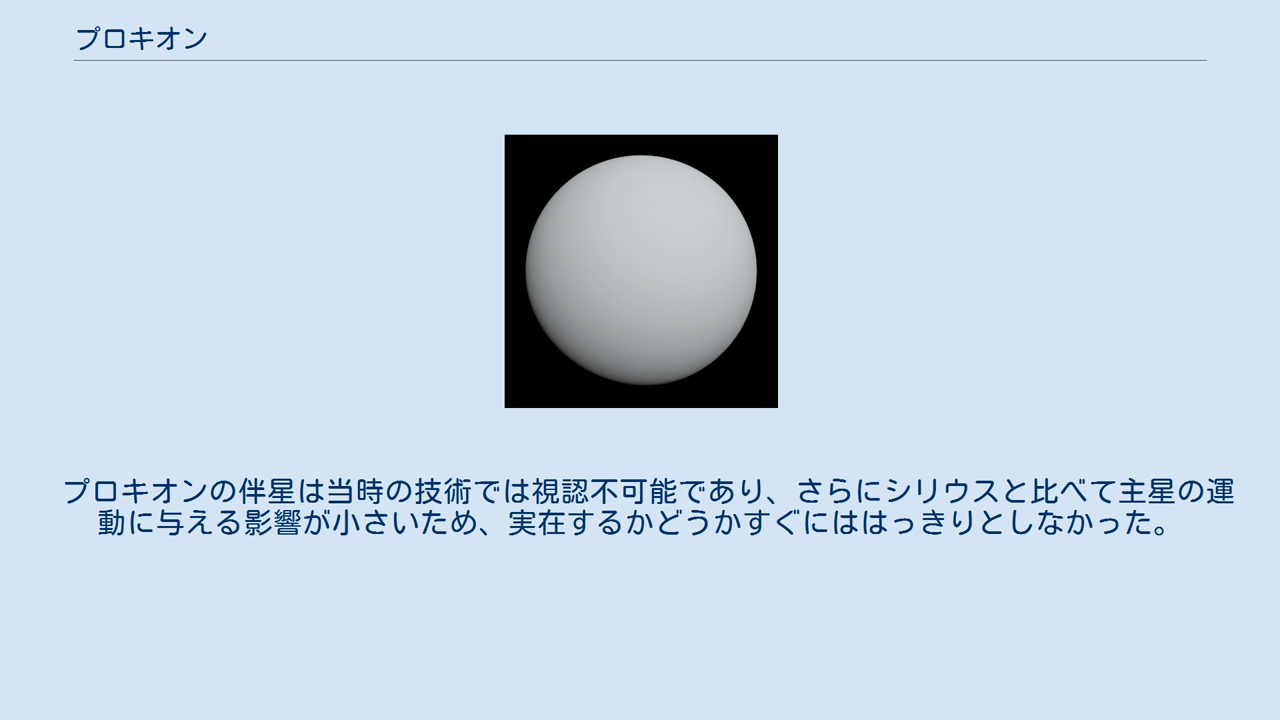 プロキオン
プロキオンの伴星は当時の技術では視認不可能であり、さらにシリウスと比べて主星の運
動に与える影響が小さいため、実在するかどうかすぐにははっきりとしなかった。